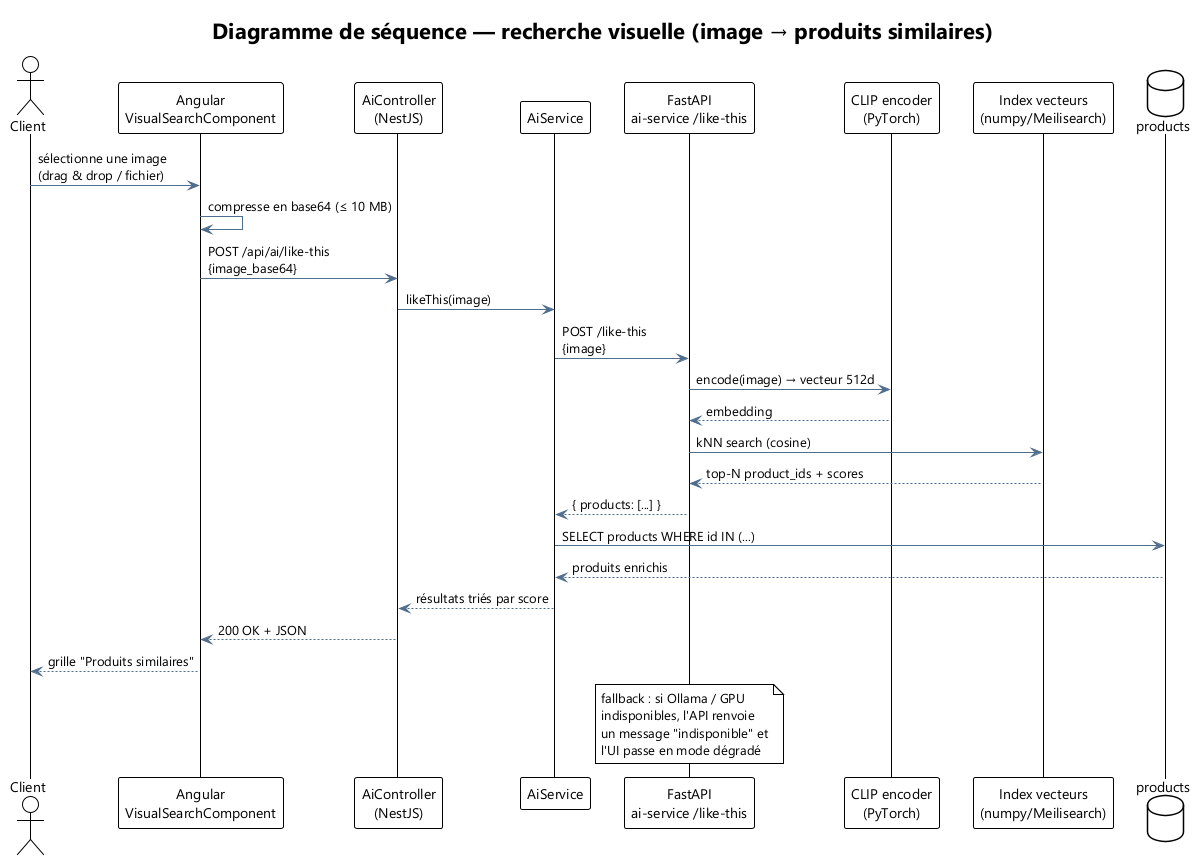 Diagramme de séquence — recherche visuelle (image → produits similaires)
Client
Angular
VisualSearchComponent
AiController
(NestJS)
AiService
FastAPI
ai-service /like-this
CLIP encoder
(PyTorch)
Index vecteurs
(numpy/Meilisearch)
products
sélectionne une image
(drag & drop / fichier)
compresse en base64 (≤ 10 MB)
POST /api/ai/like-this
{image_base64}
likeThis(image)
POST /like-this
{image}
encode(image) → vecteur 512d
embedding
kNN search (cosine)
top-N product_ids + scores
{ products: [...] }
SELECT products WHERE id IN (...)
produits enrichis
résultats triés par score
200 OK + JSON
grille "Produits similaires"
fallback : si Ollama / GPU
indisponibles, l'API renvoie
un message "indisponible" et
l'UI passe en mode dégradé
Client
Angular
VisualSearchComponent
AiController
(NestJS)
AiService
FastAPI
ai-service /like-this
CLIP encoder
(PyTorch)
Index vecteurs
(numpy/Meilisearch)
products